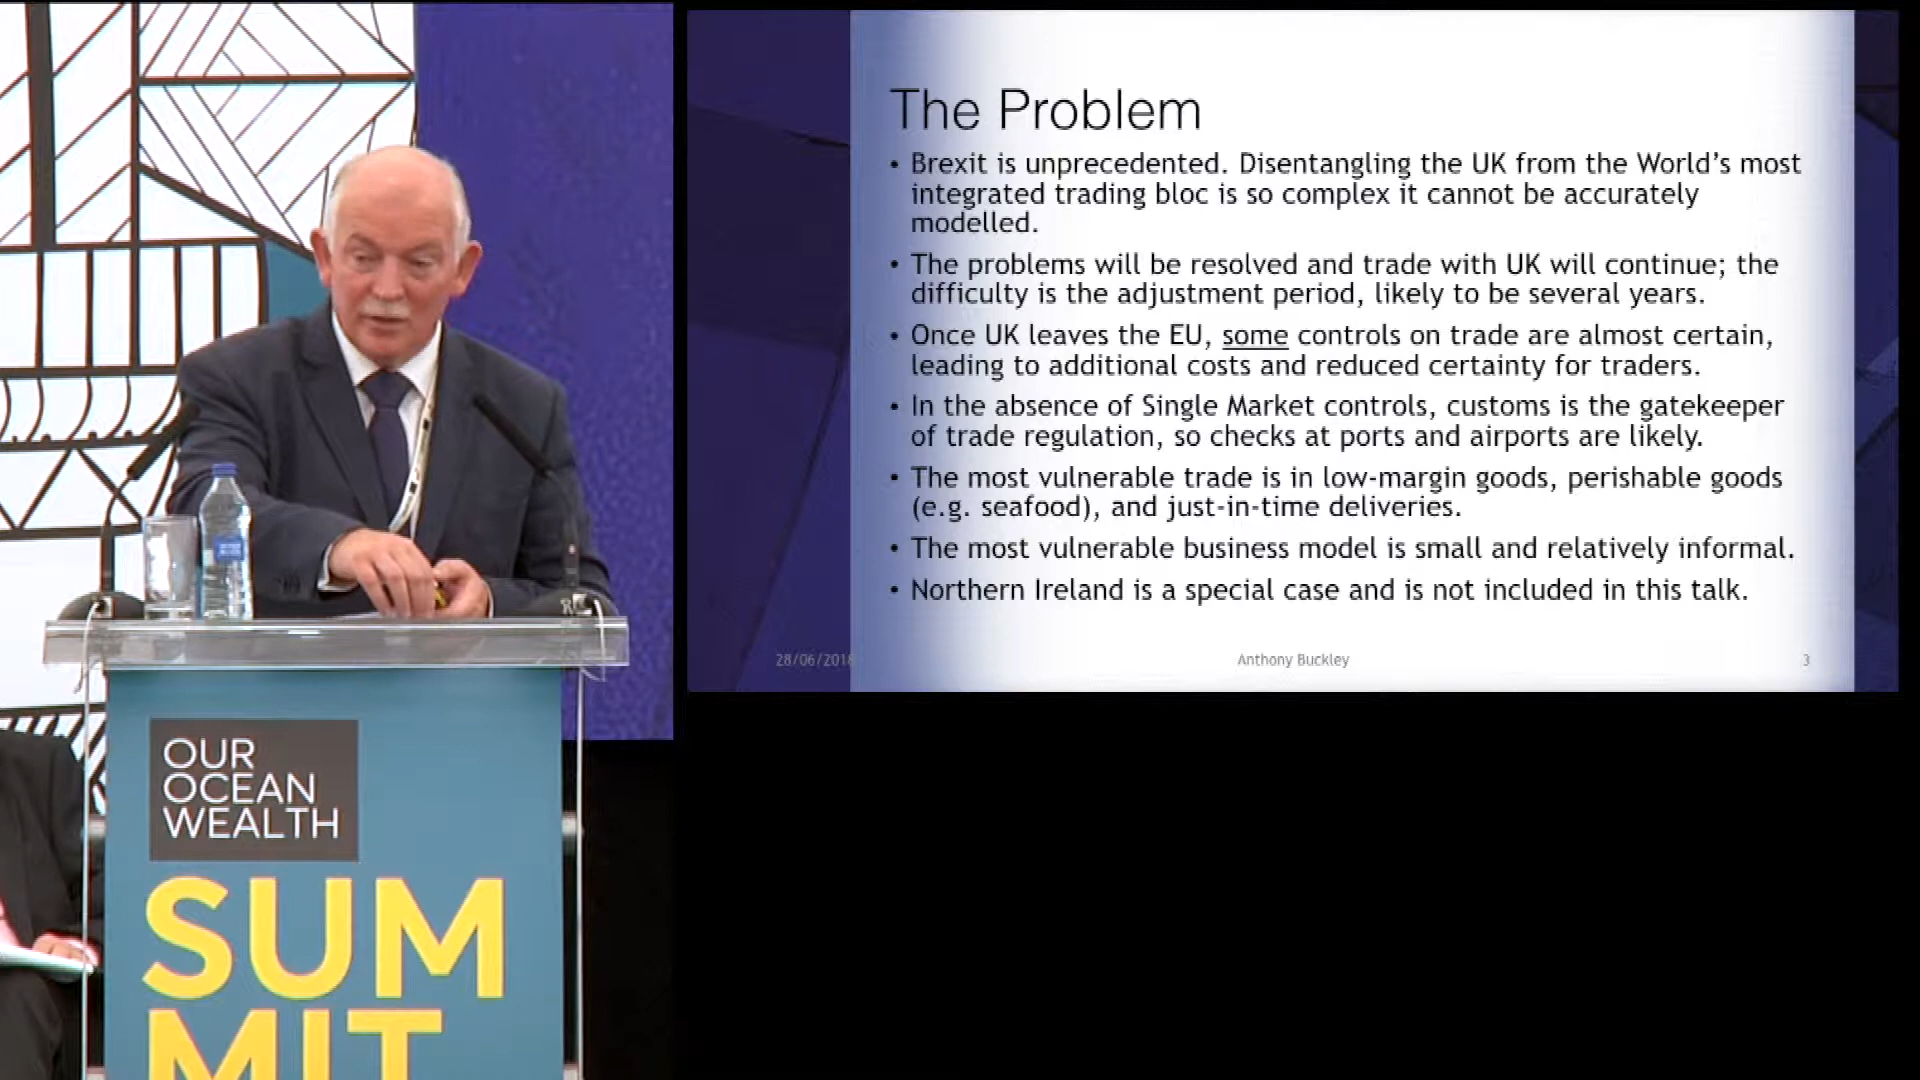 The Problem
• Brexit is unprecedented. Disentangling the UK from the World's most
integrated trading bloc is so complex it cannot be accurately
modelled.
• The problems will be resolved and trade with UK will continue; the
difficulty is the adjustment period, likely to be several years.
• Once UK leaves the EU, some controls on trade are almost certain,
leading to additional costs and reduced certainty for traders.
• In the absence of Single Market controls, customs is the gatekeeper
of trade regulation, so checks at ports and airports are likely.
• The most vulnerable trade is in low-margin goods, perishable goods
(e.g. seafood), and just-in-time deliveries.
• The most vulnerable business model is small and relatively informal.
• Northern Ireland is a special case and is not included in this talk.
28/06/2018
Anthony Buckley
3
OUR
OCEAN
WEALTH
SUM
MIT